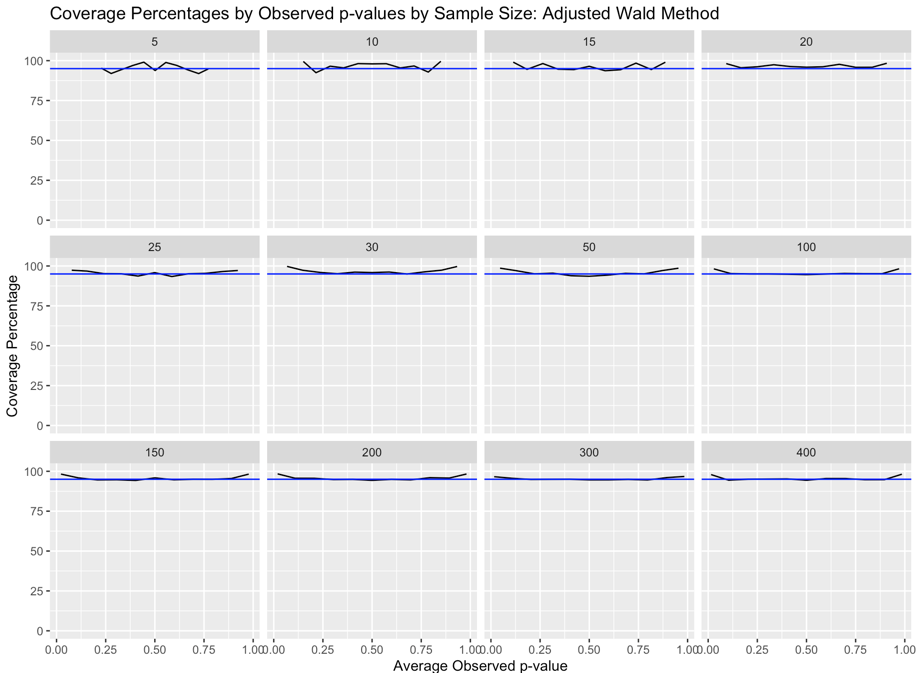 Coverage Percentages by Observed p-values by Sample Size: Adjusted Wald Method
5 10 15 20
100
75
50
25
0
25 30 50 100
100
75
50
25
0
150 200 300 400
100
75
50
25
0
0.00 0.25 0.50 0.75 1.00 0.00 0.25 0.50 0.75 1.00 0.00 0.25 0.50 0.75 1.00 0.00 0.25 0.50 0.75 1.00
Average Observed p-value
Coverage Percentage